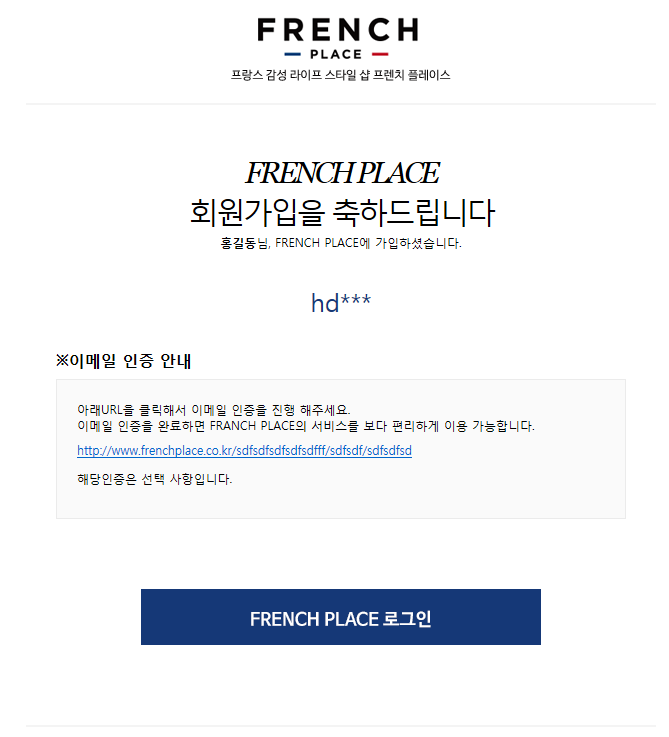 FRENCH
PLACE
프랑스 감성 라이프 스타일 샵 프렌치 플레이스
FRENCH PLACE
회원가입을 축하드립니다
홍길동님, FRENCH PLACE에 가입하셨습니다.
hd***
※이메일 인증 안내
아래URL을 클릭해서 이메일 인증을 진행 해주세요.
이메일 인증을 완료하면 FRANCH PLACE의 서비스를 보다 편리하게 이용 가능합니다.
http://www.frenchplace.co.kr/sdfsdfsdfsdfsdfff/sdfsdf/sdfsdfsd
해당인증은 선택 사항입니다.
FRENCH PLACE 로그인